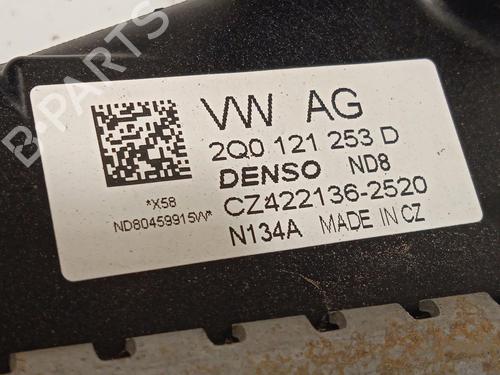 VW AG
2Q0 121 253 D
DENSO ND8
*X58
CZ422136-2520
ND80459915W*
N134A MADE IN CZ
B-PARTS